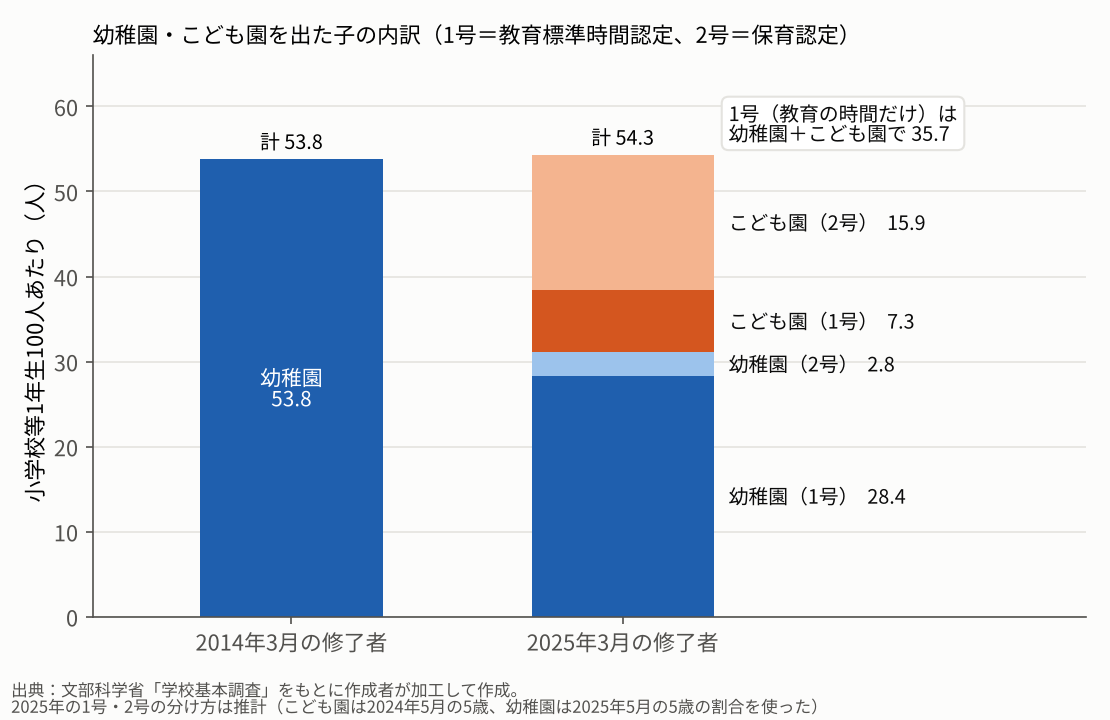 幼稚園・こども園を出た子の内訳（1号＝教育標準時間認定、2号＝保育認定）
小学校等1年生100人あたり（人）
60
50
40
30
20
10
0
計 53.8
幼稚園
53.8
計 54.3
1号（教育の時間だけ）は
幼稚園＋こども園で 35.7
こども園（2号） 15.9
こども園（1号） 7.3
幼稚園（2号） 2.8
幼稚園（1号） 28.4
2014年3月の修了者
2025年3月の修了者
出典：文部科学省「学校基本調査」をもとに作成者が加工して作成。
2025年の1号・2号の分け方は推計（こども園は2024年5月の5歳、幼稚園は2025年5月の5歳の割合を使った）